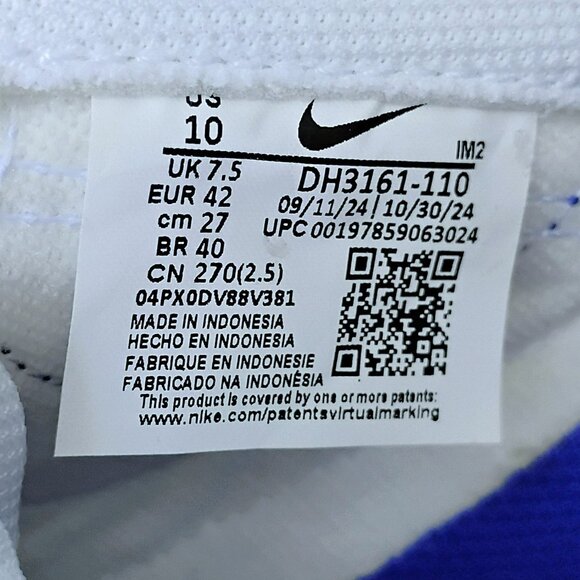 US
10
IM2
UK 7.5
DH3161-110
EUR 42
09/11/24 | 10/30/24
cm 27
UPC 00197859063024
BR 40
CN 270(2.5)
04PX0DV88V381
MADE IN INDONESIA
HECHO EN INDONESIA
FABRIQUE EN INDONESIE
FABRICADO NA INDONÉSIA
This product is covered by one or more patents:
www.nike.com/patentsvirtualmarking